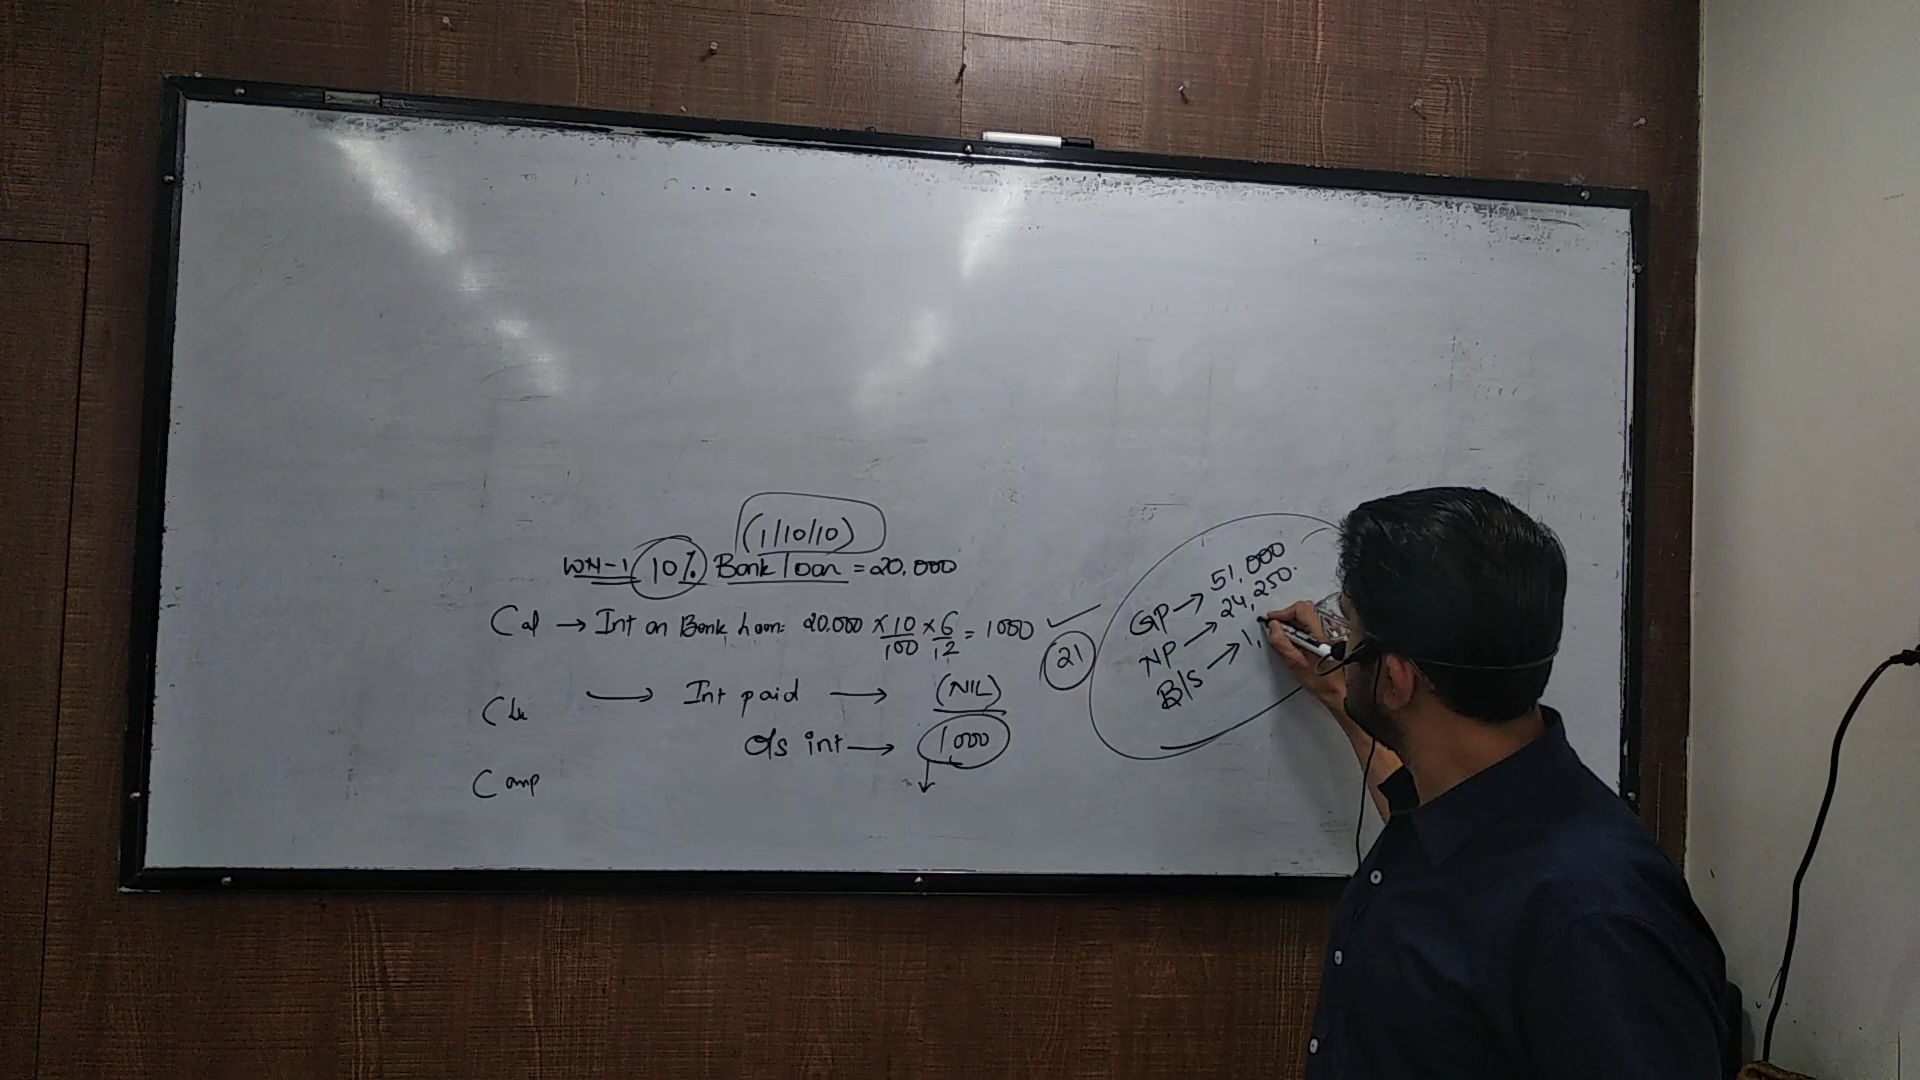 (1/10/10)
WN-1 10% Bank loan = 20,000
Cal → Int on Bank loan: 20,000 × 10/100 × 6/12 = 1000 ✓
→ Int paid → (NIL)
O/s int → 1000
Comp
21
GP → 51,000
NP → 24,250.
B/S → 1,